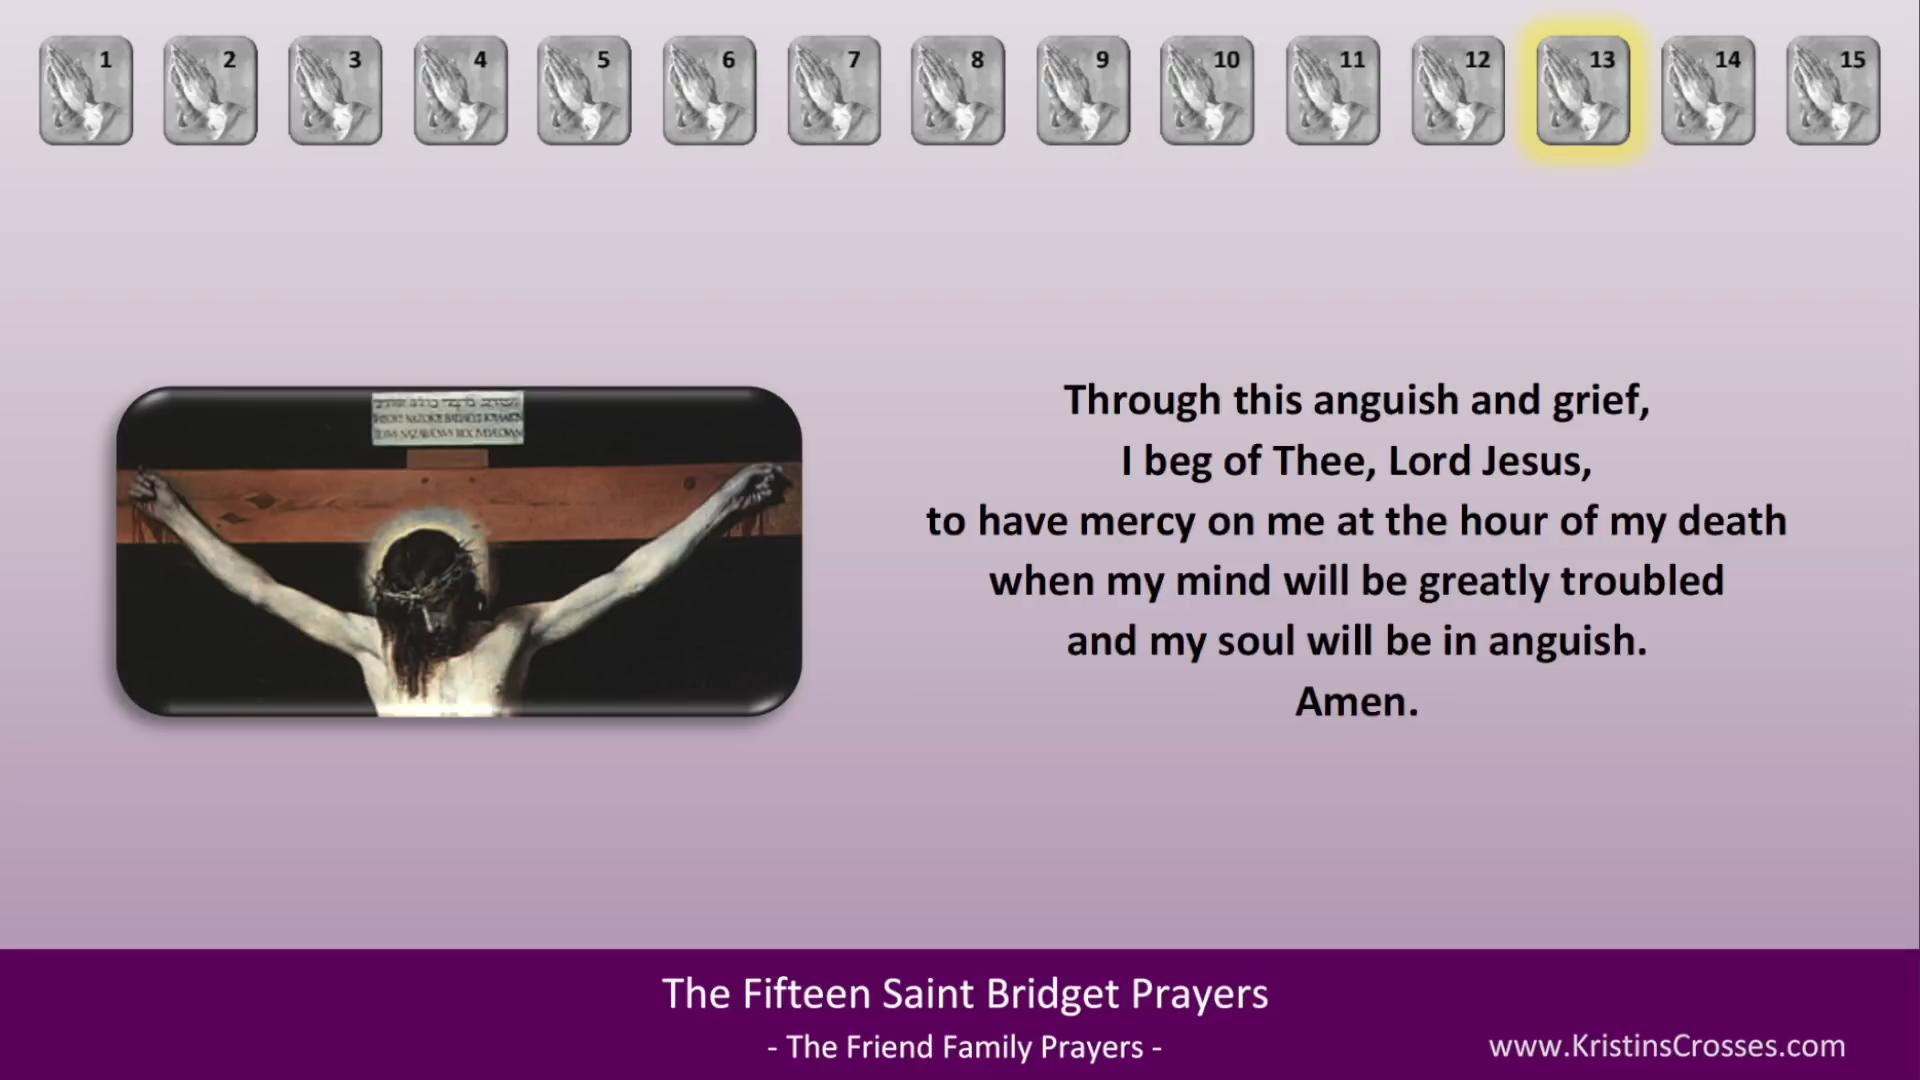 1 2 3 4 5 6 7 8 9 10 11 12 13 14 15
Through this anguish and grief,
I beg of Thee, Lord Jesus,
to have mercy on me at the hour of my death
when my mind will be greatly troubled
and my soul will be in anguish.
Amen.
The Fifteen Saint Bridget Prayers
- The Friend Family Prayers -
www.KristinsCrosses.com